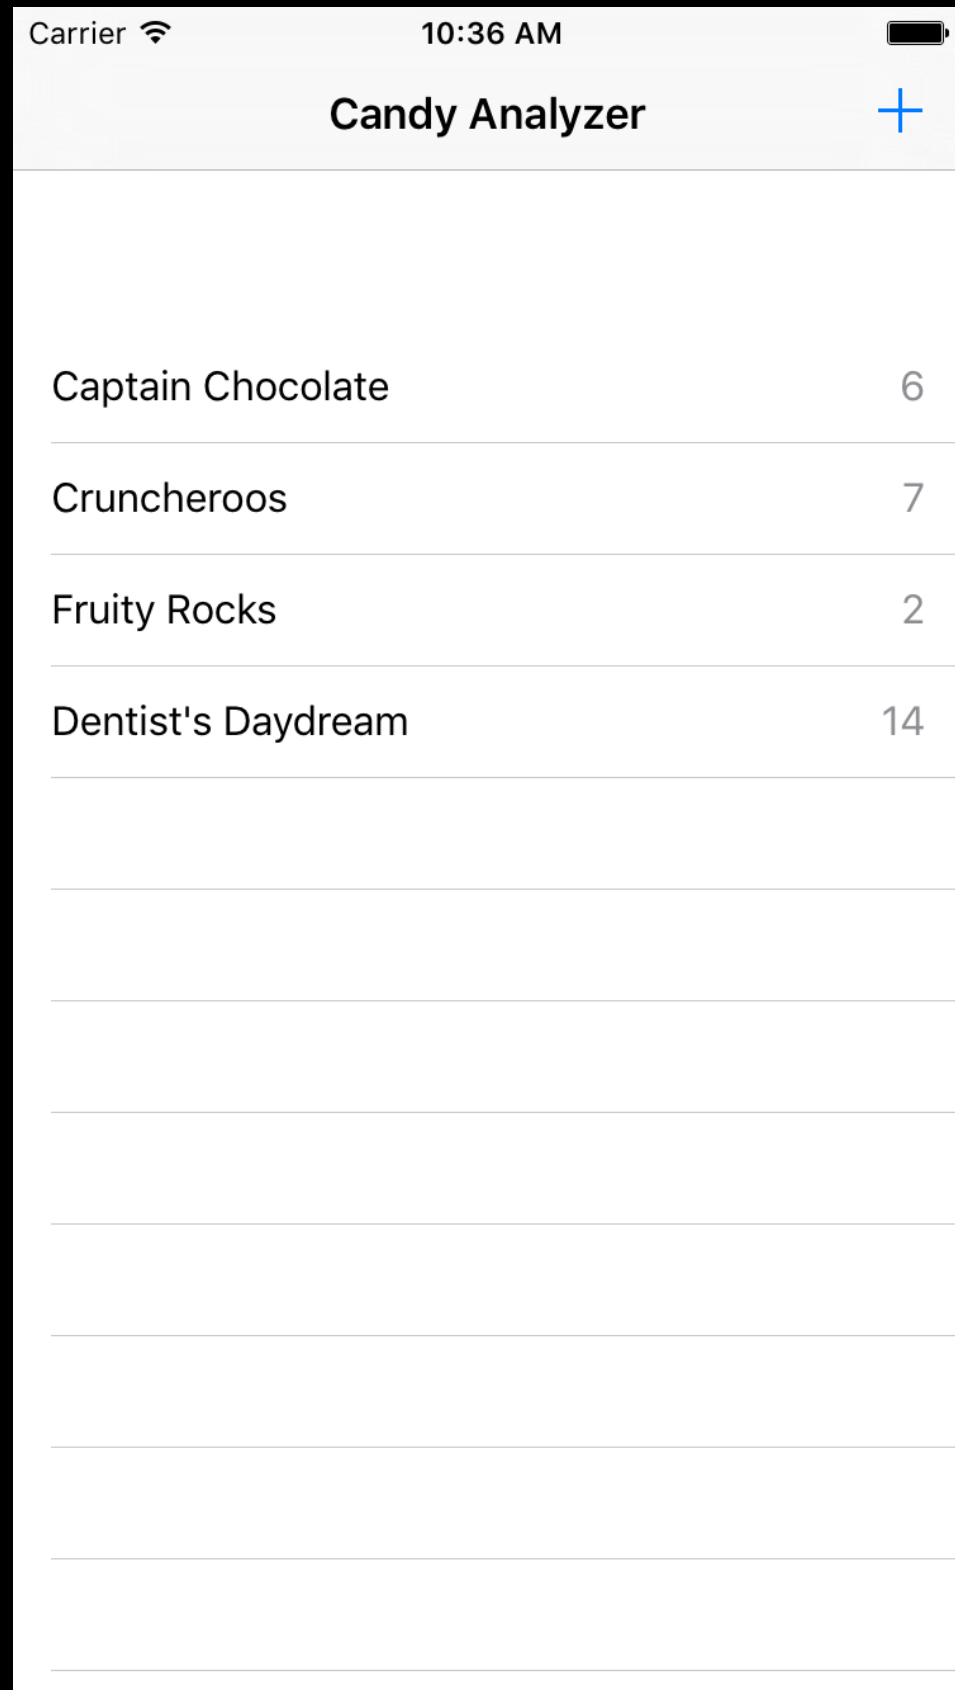 Carrier 10:36 AM
Candy Analyzer
Captain Chocolate 6
Cruncheroos 7
Fruity Rocks 2
Dentist's Daydream 14